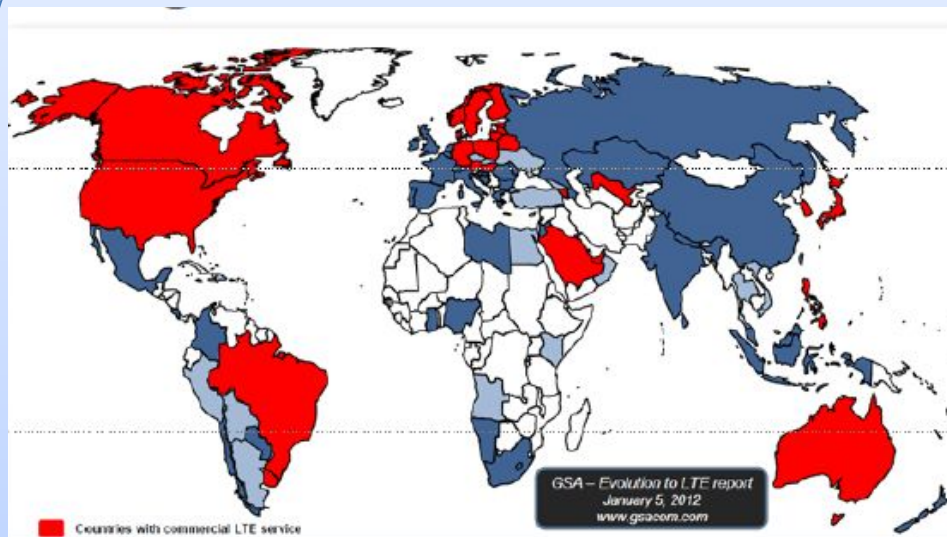 GSA – Evolution to LTE report
January 5, 2012
www.gsacom.com
Countries with commercial LTE service